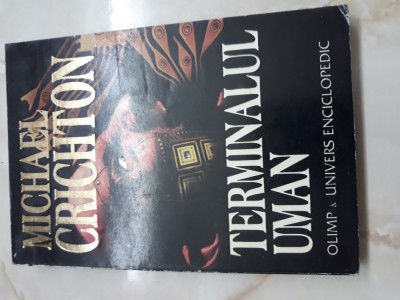 MICHAEL
CRICHTON
TERMINALUL
UMAN
OLIMP & UNIVERS ENCICLOPEDIC